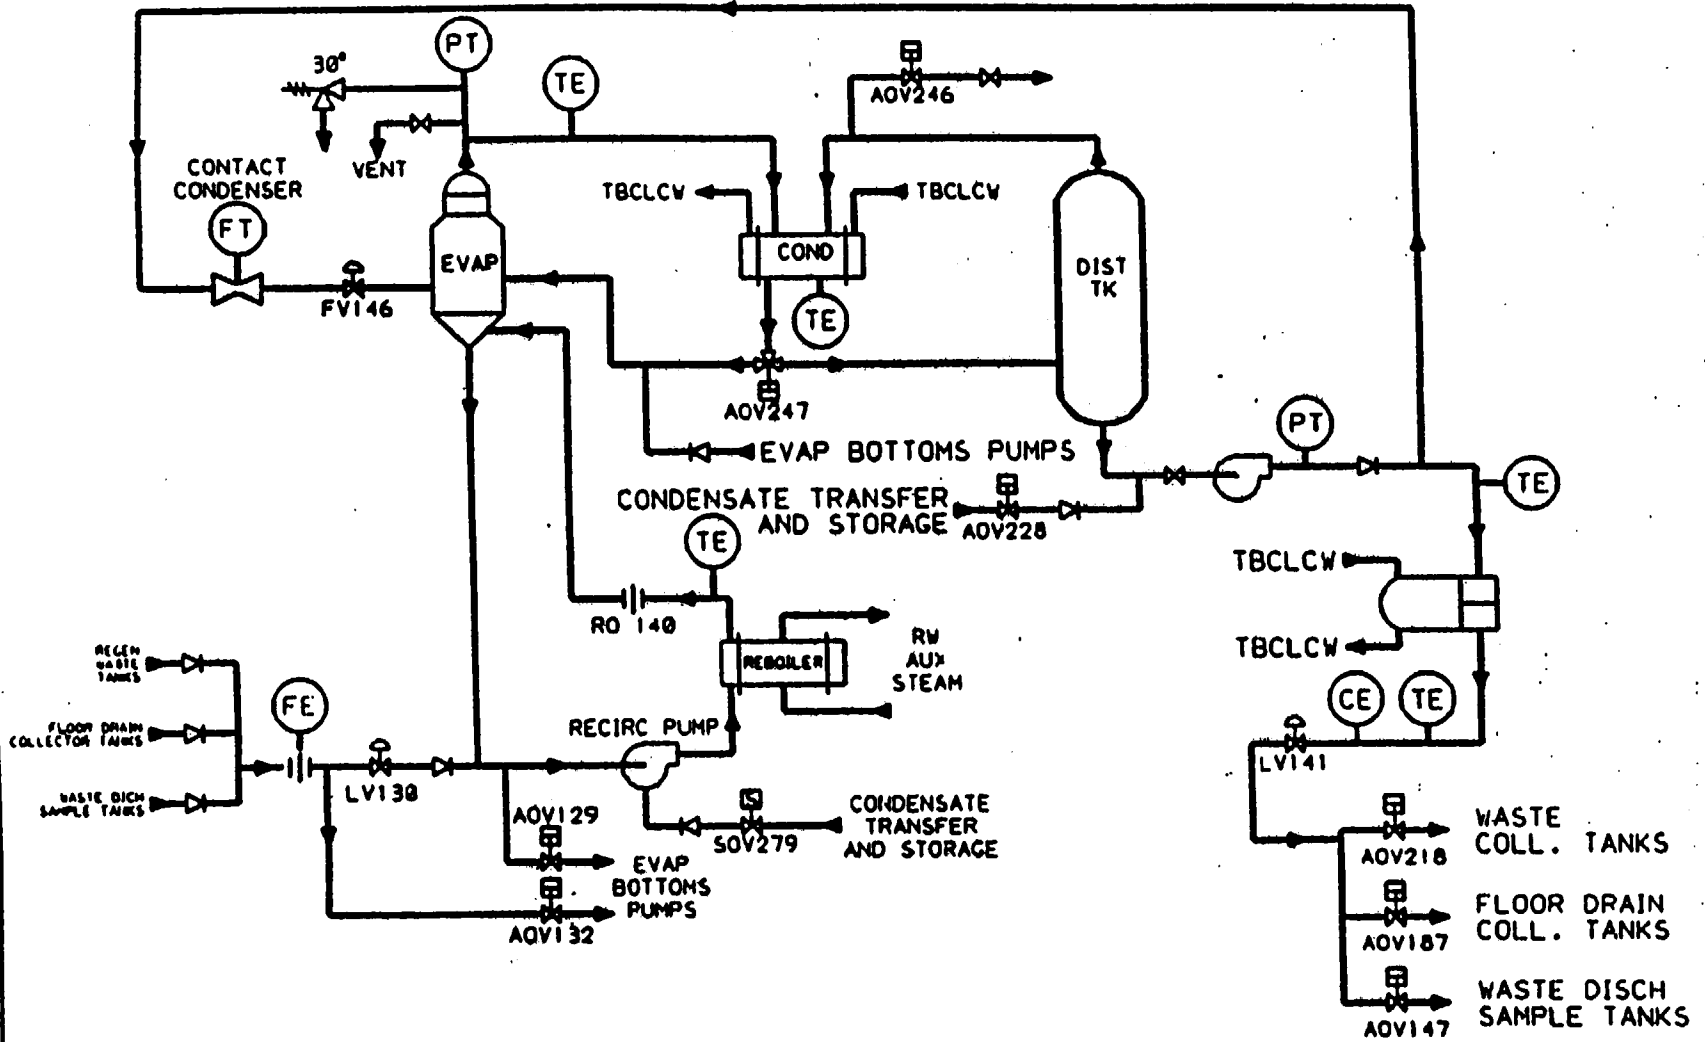 PT
30°
TE
AOV246
VENT
CONTACT
CONDENSER
TBCLCW
TBCLCW
FT
EVAP
COND
DIST
TK
FV146
TE
AOV247
PT
EVAP BOTTOMS PUMPS
TE
CONDENSATE TRANSFER
AND STORAGE
AOV228
TE
TBCLCW
RO 140
RW
AUX
STEAM
REBOILER
TBCLCW
REGEN
WASTE
TANKS
FE
CE
TE
FLOOR DRAIN
COLLECTOR TANKS
RECIRC PUMP
LV130
LV141
WASTE DICH
SAMPLE TANKS
AOV129
S
SOV279
CONDENSATE
TRANSFER
AND STORAGE
EVAP
BOTTOMS
PUMPS
AOV132
WASTE
COLL. TANKS
AOV218
FLOOR DRAIN
COLL. TANKS
AOV187
WASTE DISCH
SAMPLE TANKS
AOV147